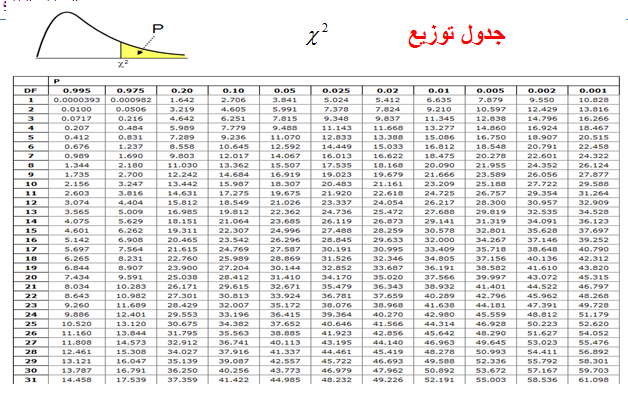 جدول توزیع χ²
P
χ²
P
DF 0.995 0.975 0.20 0.10 0.05 0.025 0.02 0.01 0.005 0.002 0.001
1 0.0000393 0.000982 1.642 2.706 3.841 5.024 5.412 6.635 7.879 9.550 10.828
2 0.0100 0.0506 3.219 4.605 5.991 7.378 7.824 9.210 10.597 12.429 13.816
3 0.0717 0.216 4.642 6.251 7.815 9.348 9.837 11.345 12.838 14.796 16.266
4 0.207 0.484 5.989 7.779 9.488 11.143 11.668 13.277 14.860 16.924 18.467
5 0.412 0.831 7.289 9.236 11.070 12.833 13.388 15.086 16.750 18.907 20.515
6 0.676 1.237 8.558 10.645 12.592 14.449 15.033 16.812 18.548 20.791 22.458
7 0.989 1.690 9.803 12.017 14.067 16.013 16.622 18.475 20.278 22.601 24.322
8 1.344 2.180 11.030 13.362 15.507 17.535 18.168 20.090 21.955 24.352 26.124
9 1.735 2.700 12.242 14.684 16.919 19.023 19.679 21.666 23.589 26.056 27.877
10 2.156 3.247 13.442 15.987 18.307 20.483 21.161 23.209 25.188 27.722 29.588
11 2.603 3.816 14.631 17.275 19.675 21.920 22.618 24.725 26.757 29.354 31.264
12 3.074 4.404 15.812 18.549 21.026 23.337 24.054 26.217 28.300 30.957 32.909
13 3.565 5.009 16.985 19.812 22.362 24.736 25.472 27.688 29.819 32.535 34.528
14 4.075 5.629 18.151 21.064 23.685 26.119 26.873 29.141 31.319 34.091 36.123
15 4.601 6.262 19.311 22.307 24.996 27.488 28.259 30.578 32.801 35.628 37.697
16 5.142 6.908 20.465 23.542 26.296 28.845 29.633 32.000 34.267 37.146 39.252
17 5.697 7.564 21.615 24.769 27.587 30.191 30.995 33.409 35.718 38.648 40.790
18 6.265 8.231 22.760 25.989 28.869 31.526 32.346 34.805 37.156 40.136 42.312
19 6.844 8.907 23.900 27.204 30.144 32.852 33.687 36.191 38.582 41.610 43.820
20 7.434 9.591 25.038 28.412 31.410 34.170 35.020 37.566 39.997 43.072 45.315
21 8.034 10.283 26.171 29.615 32.671 35.479 36.343 38.932 41.401 44.522 46.797
22 8.643 10.982 27.301 30.813 33.924 36.781 37.659 40.289 42.796 45.962 48.268
23 9.260 11.689 28.429 32.007 35.172 38.076 38.968 41.638 44.181 47.391 49.728
24 9.886 12.401 29.553 33.196 36.415 39.364 40.270 42.980 45.559 48.812 51.179
25 10.520 13.120 30.675 34.382 37.652 40.646 41.566 44.314 46.928 50.223 52.620
26 11.160 13.844 31.795 35.563 38.885 41.923 42.856 45.642 48.290 51.627 54.052
27 11.808 14.573 32.912 36.741 40.113 43.195 44.140 46.963 49.645 53.023 55.476
28 12.461 15.308 34.027 37.916 41.337 44.461 45.419 48.278 50.993 54.411 56.892
29 13.121 16.047 35.139 39.087 42.557 45.722 46.693 49.588 52.336 55.792 58.301
30 13.787 16.791 36.250 40.256 43.773 46.979 47.962 50.892 53.672 57.167 59.703
31 14.458 17.539 37.359 41.422 44.985 48.232 49.226 52.191 55.003 58.536 61.098